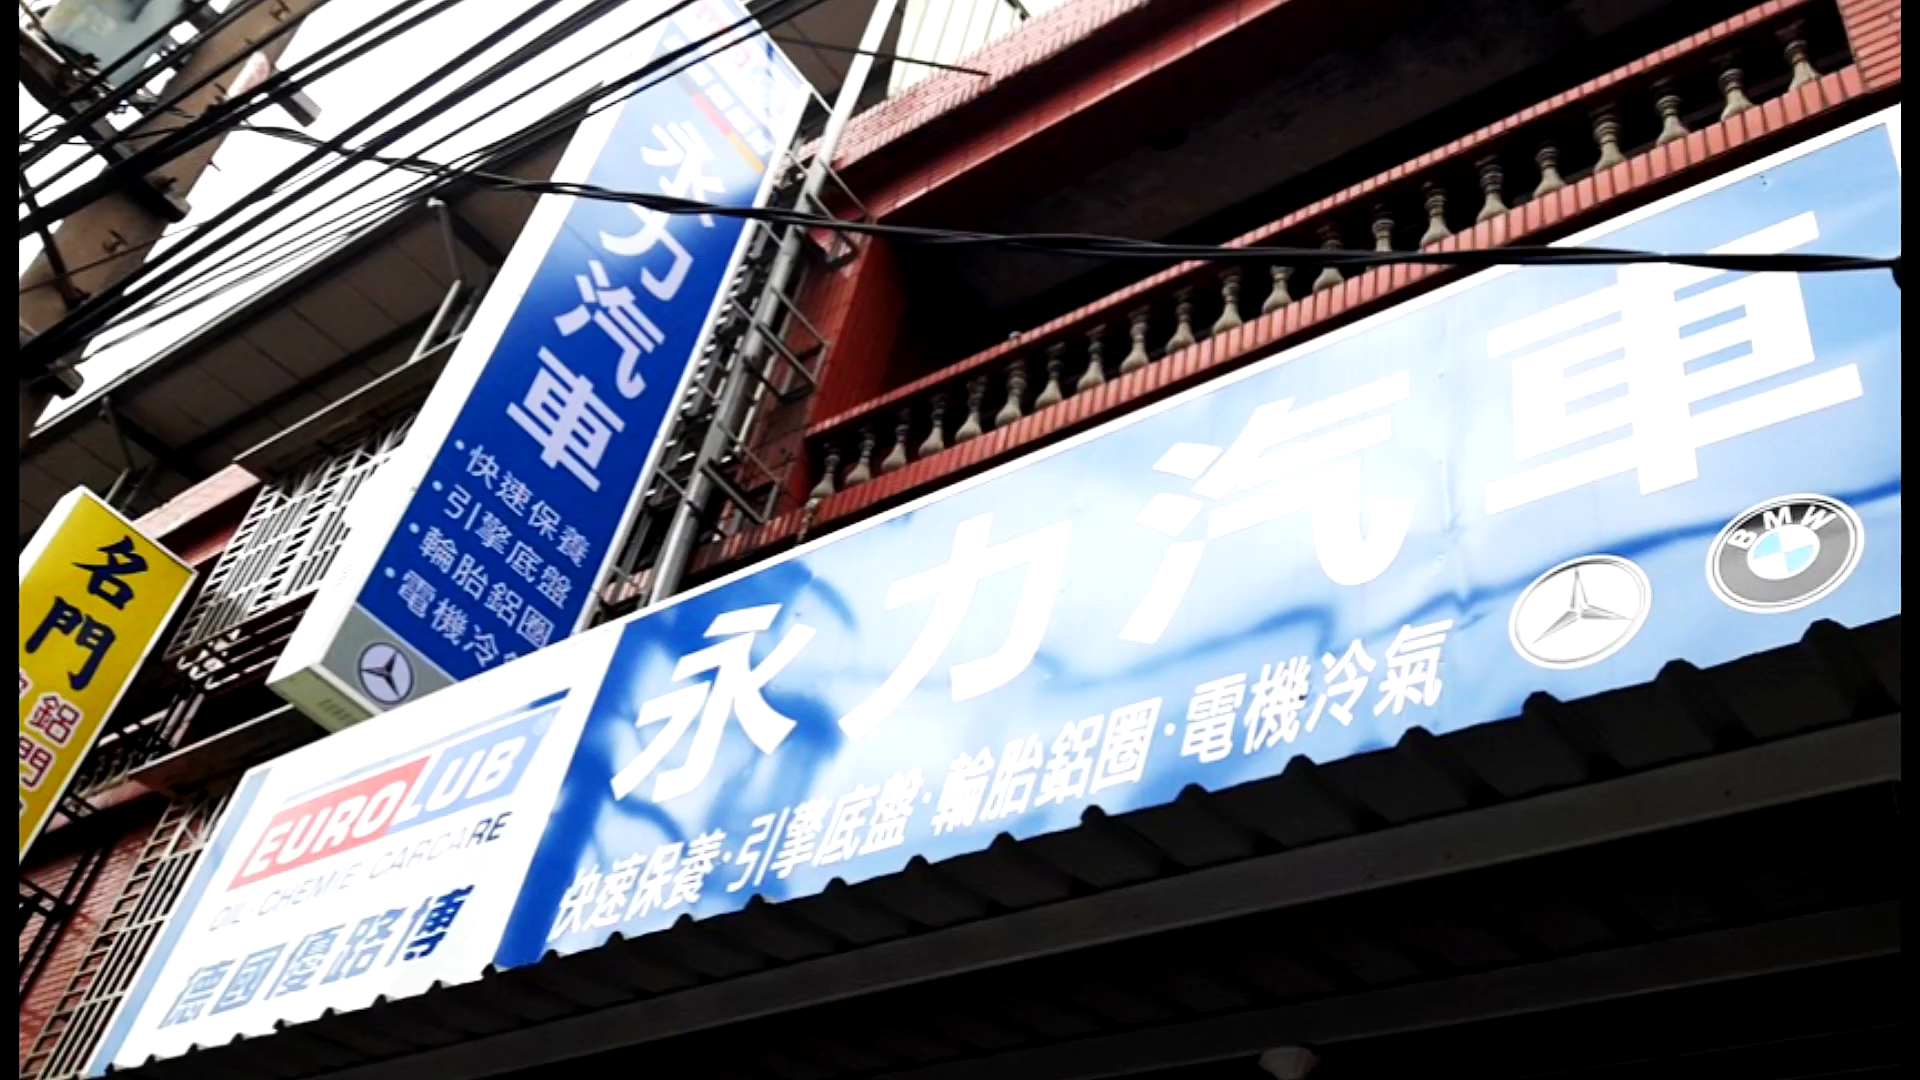 永力汽車
·快速保養
·引擎底盤
·輪胎鋁圈
·電機冷
名門
鋁
門
EUROLUB
OIL CHEMIE CARCARE
德國優路博
永力汽車
快速保養·引擎底盤·輪胎鋁圈·電機冷氣
BMW